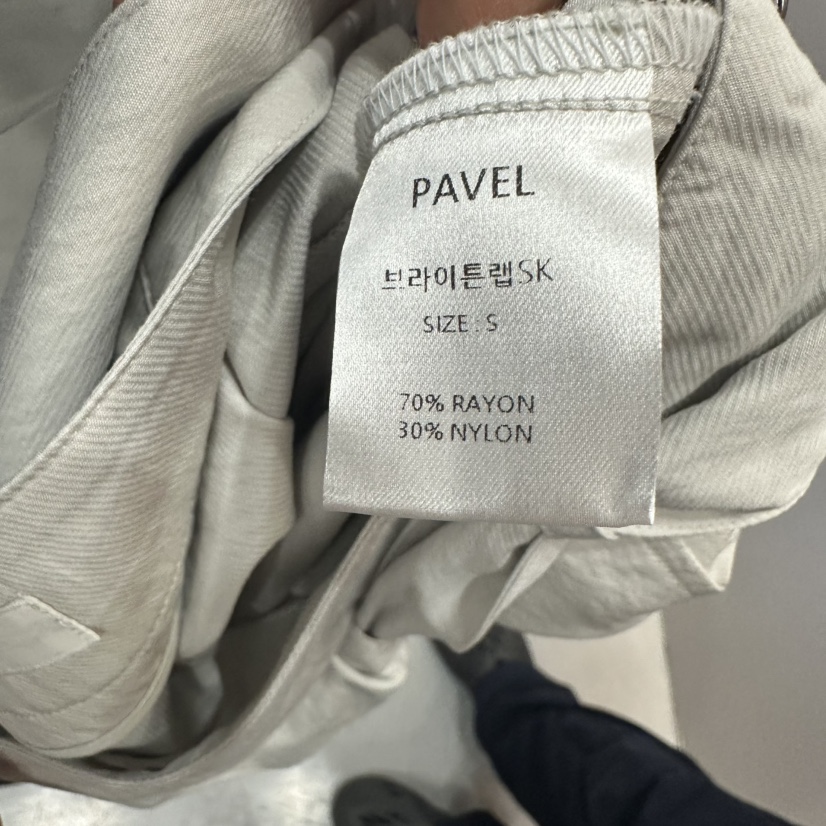 PAVEL
브라이튼랩SK
SIZE : S
70% RAYON
30% NYLON